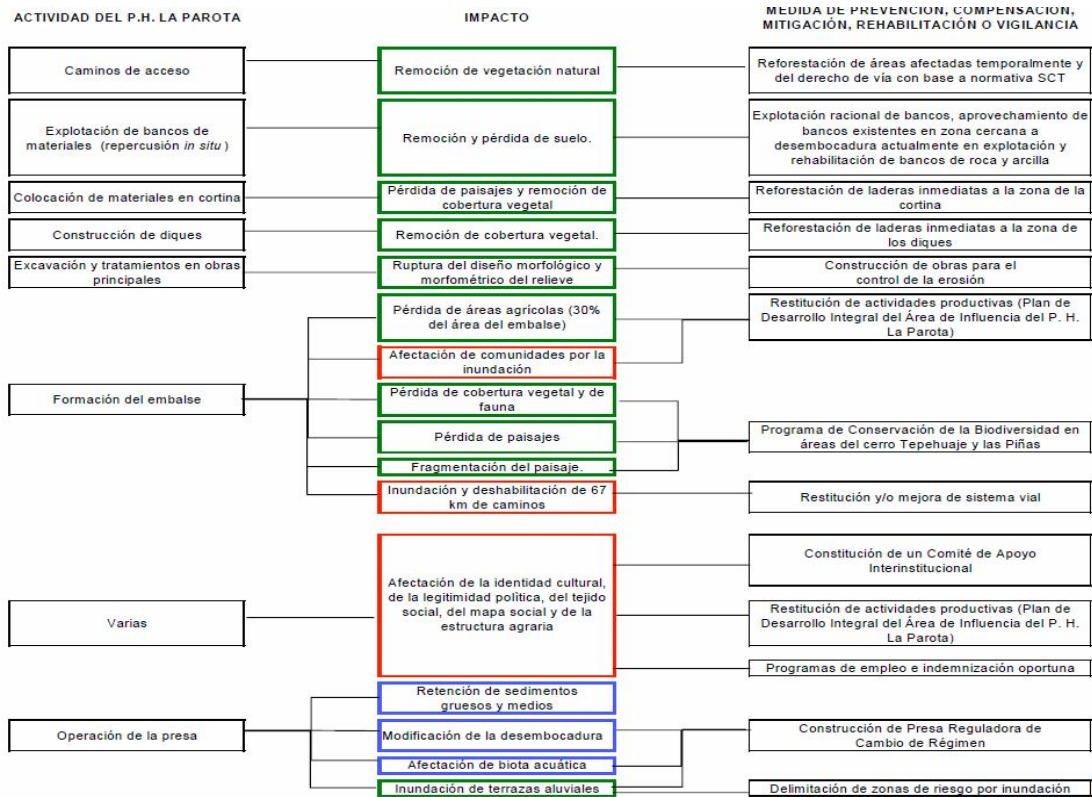 ACTIVIDAD DEL P.H. LA PAROTA
IMPACTO
MEDIDA DE PREVENCIÓN, COMPENSACIÓN,
MITIGACIÓN, REHABILITACIÓN O VIGILANCIA
Caminos de acceso
Remoción de vegetación natural
Reforestación de áreas afectadas temporalmente y
del derecho de vía con base a normativa SCT
Explotación de bancos de
materiales (repercusión in situ )
Remoción y pérdida de suelo.
Explotación racional de bancos, aprovechamiento de
bancos existentes en zona cercana a
desembocadura actualmente en explotación y
rehabilitación de bancos de roca y arcilla
Colocación de materiales en cortina
Pérdida de paisajes y remoción de
cobertura vegetal
Reforestación de laderas inmediatas a la zona de la
cortina
Construcción de diques
Remoción de cobertura vegetal.
Reforestación de laderas inmediatas a la zona de
los diques
Excavación y tratamientos en obras
principales
Ruptura del diseño morfológico y
morfométrico del relieve
Construcción de obras para el
control de la erosión
Formación del embalse
Pérdida de áreas agrícolas (30%
del área del embalse)
Afectación de comunidades por la
inundación
Restitución de actividades productivas (Plan de
Desarrollo Integral del Área de Influencia del P. H.
La Parota)
Pérdida de cobertura vegetal y de
fauna
Pérdida de paisajes
Fragmentación del paisaje.
Programa de Conservación de la Biodiversidad en
áreas del cerro Tepehuaje y las Piñas
Inundación y deshabilitación de 67
km de caminos
Restitución y/o mejora de sistema vial
Varias
Afectación de la identidad cultural,
de la legitimidad política, del tejido
social, del mapa social y de la
estructura agraria
Constitución de un Comité de Apoyo
Interinstitucional
Restitución de actividades productivas (Plan de
Desarrollo Integral del Área de Influencia del P. H.
La Parota)
Programas de empleo e indemnización oportuna
Operación de la presa
Retención de sedimentos
gruesos y medios
Modificación de la desembocadura
Afectación de biota acuática
Inundación de terrazas aluviales
Construcción de Presa Reguladora de
Cambio de Régimen
Delimitación de zonas de riesgo por inundación